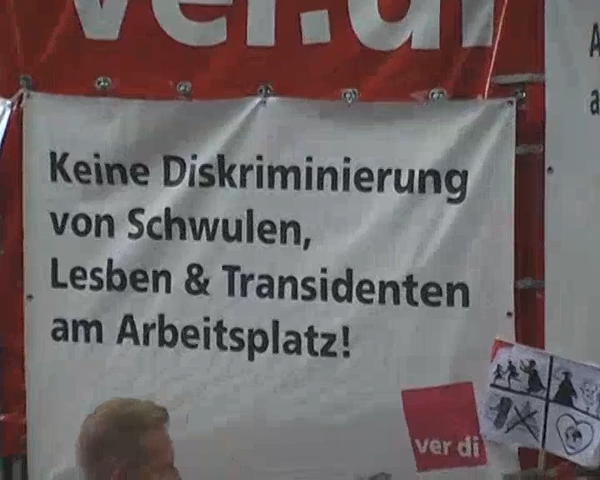 ver.di
Keine Diskriminierung
von Schwulen,
Lesben & Transidenten
am Arbeitsplatz!
ver di
A
a